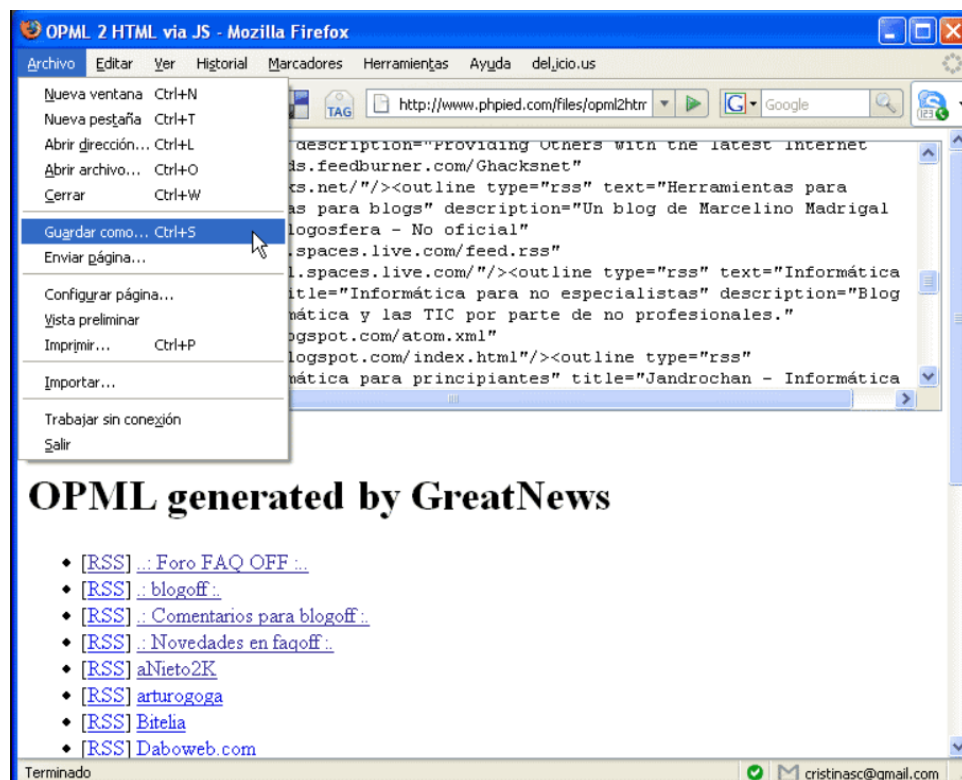 OPML 2 HTML via JS - Mozilla Firefox
Archivo Editar Ver Historial Marcadores Herramientas Ayuda del.icio.us
TAG http://www.phpied.com/files/opml2htm G Google 123
Nueva ventana Ctrl+N
Nueva pestaña Ctrl+T
Abrir dirección... Ctrl+L
Abrir archivo... Ctrl+O
Cerrar Ctrl+W
Guardar como... Ctrl+S
Enviar página...
Configurar página...
Vista preliminar
Imprimir... Ctrl+P
Importar...
Trabajar sin conexión
Salir
description="Providing Others with the latest Internet
ds.feedburner.com/Ghacksnet"
ks.net/"/><outline type="rss" text="Herramientas para
as para blogs" description="Un blog de Marcelino Madrigal
logosfera - No oficial"
.spaces.live.com/feed.rss"
l.spaces.live.com/"/><outline type="rss" text="Informática
itle="Informática para no especialistas" description="Blog
mática y las TIC por parte de no profesionales."
ogspot.com/atom.xml"
logspot.com/index.html"/><outline type="rss"
mática para principiantes" title="Jandrochan - Informática
OPML generated by GreatNews
[RSS] ..: Foro FAQ OFF :..
[RSS] .: blogoff :.
[RSS] .: Comentarios para blogoff :.
[RSS] .: Novedades en faqoff :.
[RSS] aNieto2K
[RSS] arturogoga
[RSS] Bitelia
[RSS] Daboweb.com
Terminado cristinasc@gmail.com